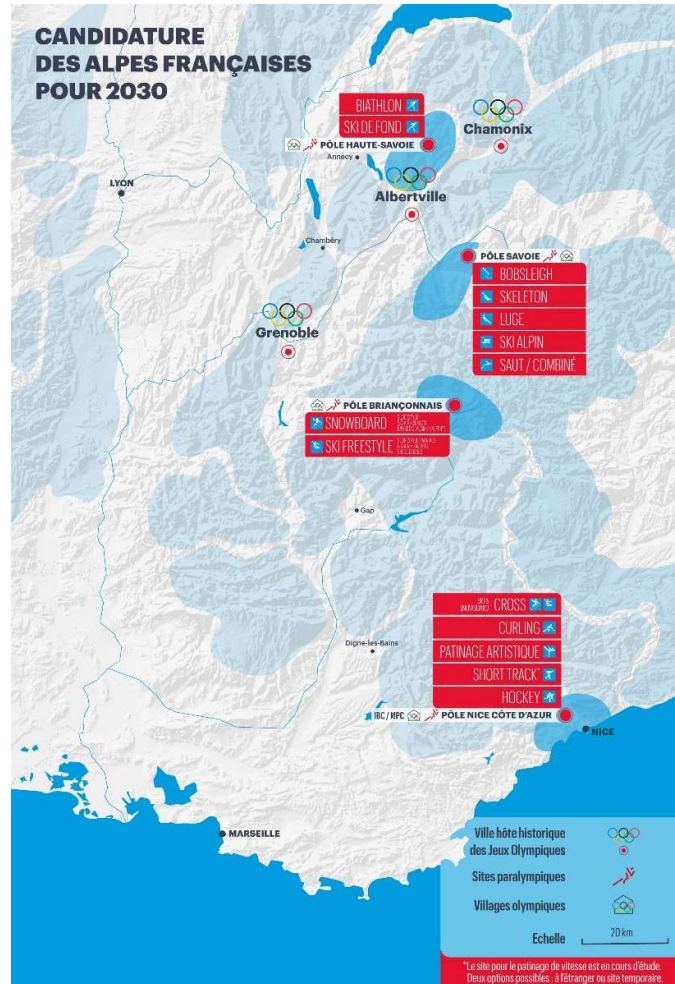 CANDIDATURE
DES ALPES FRANÇAISES
POUR 2030
BIATHLON
SKI DE FOND
PÔLE HAUTE-SAVOIE
Annecy
Chamonix
Albertville
LYON
Chambéry
PÔLE SAVOIE
BOBSLEIGH
SKELETON
LUGE
SKI ALPIN
SAUT / COMBINÉ
Grenoble
PÔLE BRIANÇONNAIS
SNOWBOARD
SKI FREESTYLE
Gap
SKI &
SNOWBOARD
CROSS
CURLING
PATINAGE ARTISTIQUE
SHORT TRACK*
HOCKEY
Digne-les-Bains
IBC / MPC
PÔLE NICE CÔTE D'AZUR
NICE
MARSEILLE
Ville hôte historique
des Jeux Olympiques
Sites paralympiques
Villages olympiques
Echelle
20 km
*Le site pour le patinage de vitesse est en cours d'étude.
Deux options possibles : à l'étranger ou site temporaire.